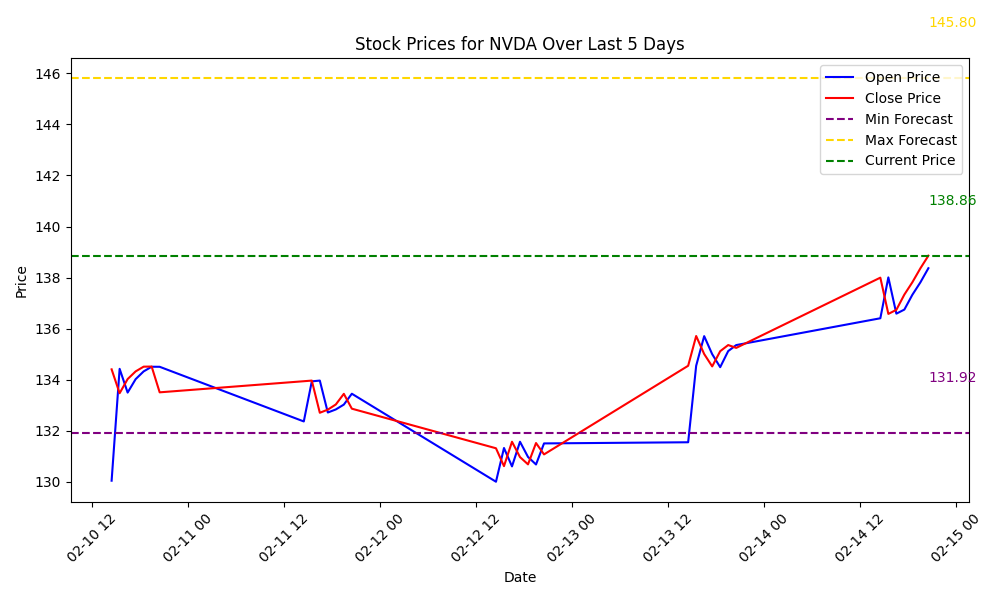 145.80
Stock Prices for NVDA Over Last 5 Days
146
144
142
140
138
136
134
132
130
Price
Open Price
Close Price
Min Forecast
Max Forecast
Current Price
138.86
131.92
02-10 12
02-11 00
02-11 12
02-12 00
02-12 12
02-13 00
02-13 12
02-14 00
02-14 12
02-15 00
Date